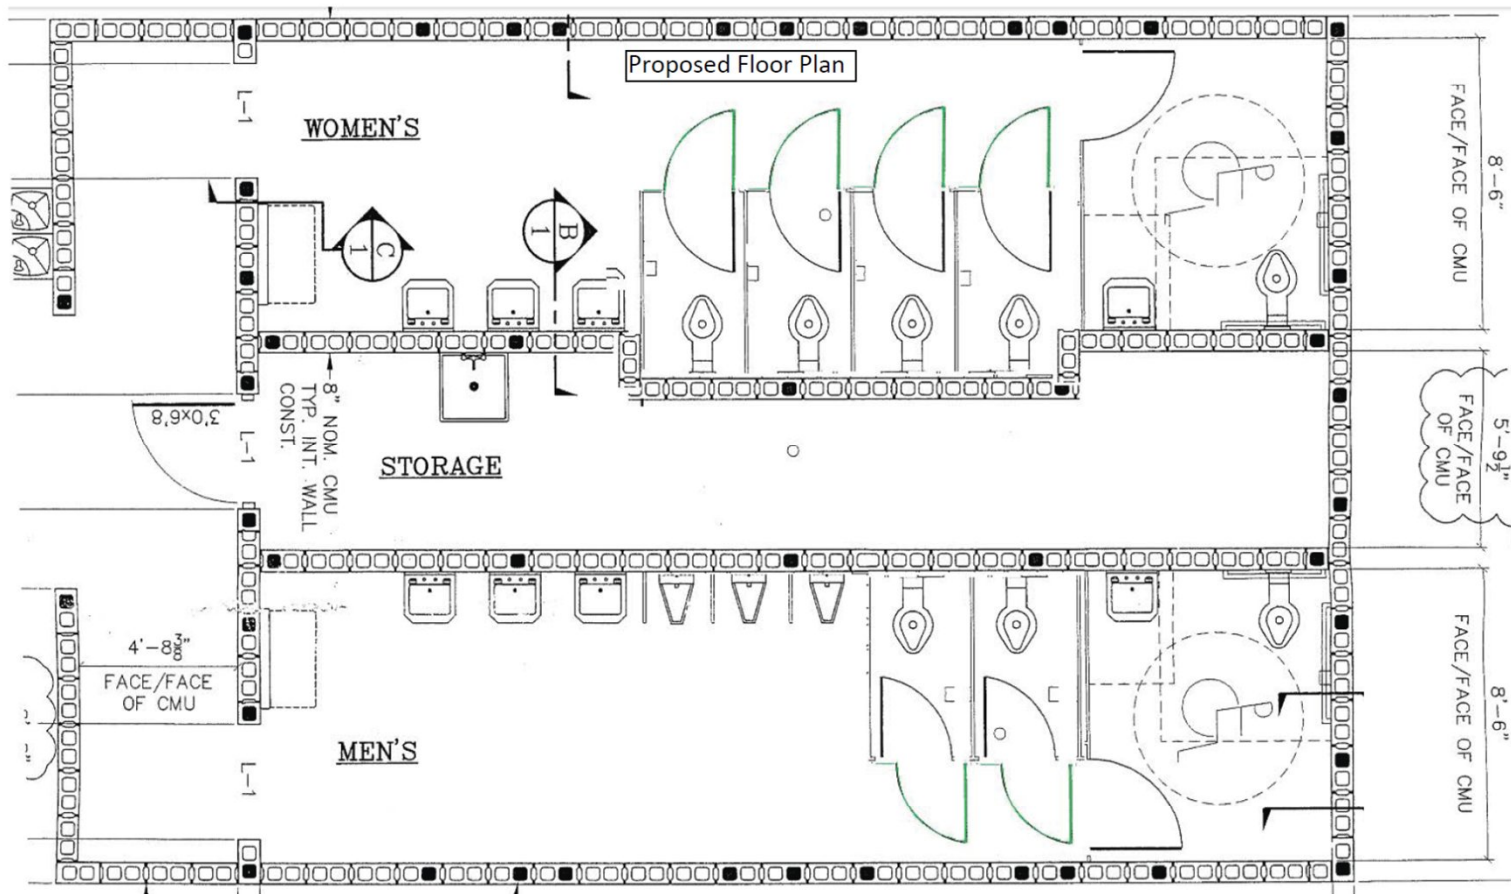 Proposed Floor Plan
WOMEN'S
L-1
C
1
B
1
8'-6"
FACE/FACE OF CMU
3'0x6'8
L-1
8" NOM. CMU
TYP. INT. WALL
CONST.
STORAGE
5'-9½"
FACE/FACE
OF CMU
4'-8⅜"
FACE/FACE
OF CMU
MEN'S
L-1
8'-6"
FACE/FACE OF CMU